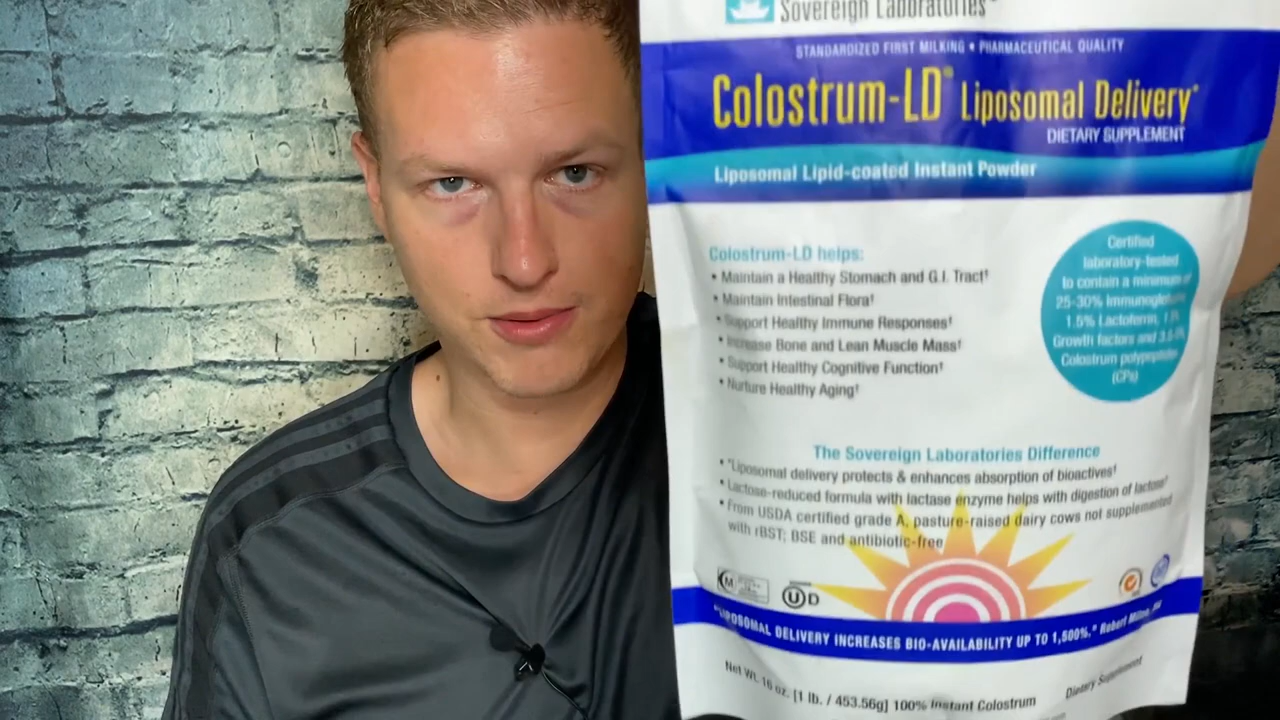 Sovereign Laboratories
STANDARDIZED FIRST MILKING • PHARMACEUTICAL QUALITY
Colostrum-LD® Liposomal Delivery*
DIETARY SUPPLEMENT
Liposomal Lipid-coated Instant Powder
Colostrum-LD helps:
• Maintain a Healthy Stomach and G.I. Tract†
• Maintain Intestinal Flora†
• Support Healthy Immune Responses†
• Increase Bone and Lean Muscle Mass†
• Support Healthy Cognitive Function†
• Nurture Healthy Aging†
Certified
laboratory-tested
to contain a minimum of
25-30%
1.5% Lactoferrin,
Growth factors and
Colostrum polypeptides
(CPs)
The Sovereign Laboratories Difference
• *Liposomal delivery protects & enhances absorption of bioactives†
• Lactose-reduced formula with lactase enzyme helps with digestion of lactose†
• From USDA certified grade A, pasture-raised dairy cows not supplemented
with rBST; BSE and antibiotic-free
U D
"LIPOSOMAL DELIVERY INCREASES BIO-AVAILABILITY UP TO 1,500%." Robert
Net Wt. 16 oz. [1 lb. / 453.56g] 100% Instant Colostrum
Dietary Supplement